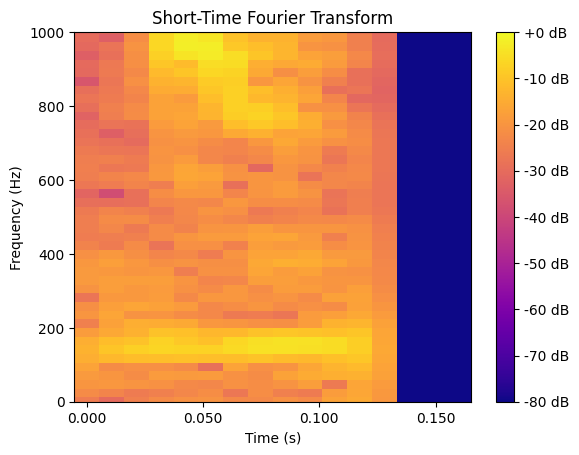 Short-Time Fourier Transform
Frequency (Hz)
1000
800
600
400
200
0
0.000
0.050
0.100
0.150
Time (s)
+0 dB
-10 dB
-20 dB
-30 dB
-40 dB
-50 dB
-60 dB
-70 dB
-80 dB